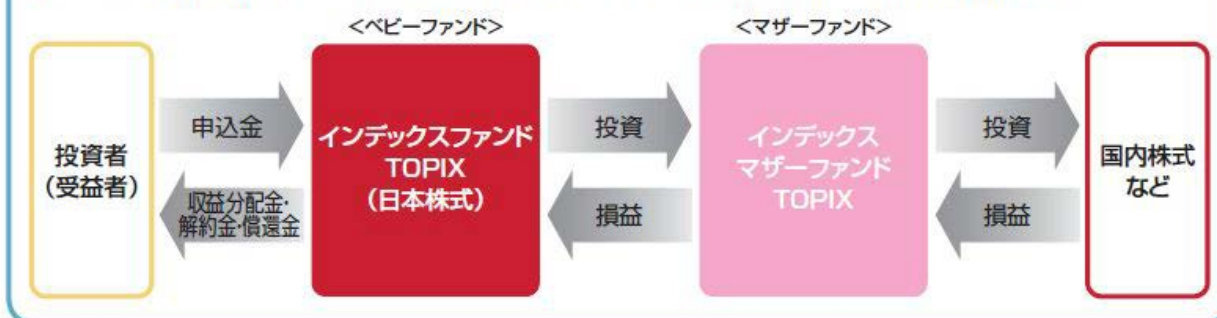 <ベビーファンド>
<マザーファンド>
投資者
(受益者)
申込金
収益分配金・
解約金・償還金
インデックスファンド
TOPIX
(日本株式)
投資
損益
インデックス
マザーファンド
TOPIX
投資
損益
国内株式
など